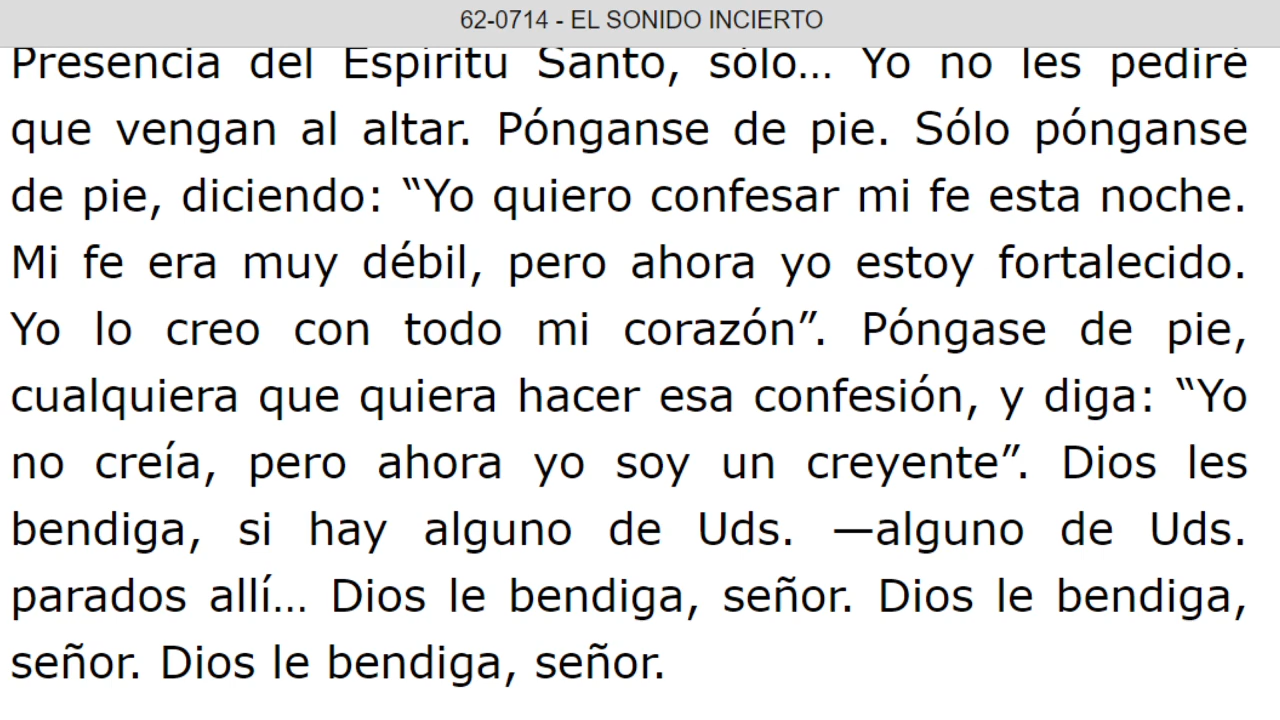 62-0714 - EL SONIDO INCIERTO
Presencia del Espíritu Santo, sólo... Yo no les pediré
que vengan al altar. Pónganse de pie. Sólo pónganse
de pie, diciendo: “Yo quiero confesar mi fe esta noche.
Mi fe era muy débil, pero ahora yo estoy fortalecido.
Yo lo creo con todo mi corazón”. Póngase de pie,
cualquiera que quiera hacer esa confesión, y diga: “Yo
no creía, pero ahora yo soy un creyente”. Dios les
bendiga, si hay alguno de Uds. —alguno de Uds.
parados allí... Dios le bendiga, señor. Dios le bendiga,
señor. Dios le bendiga, señor.